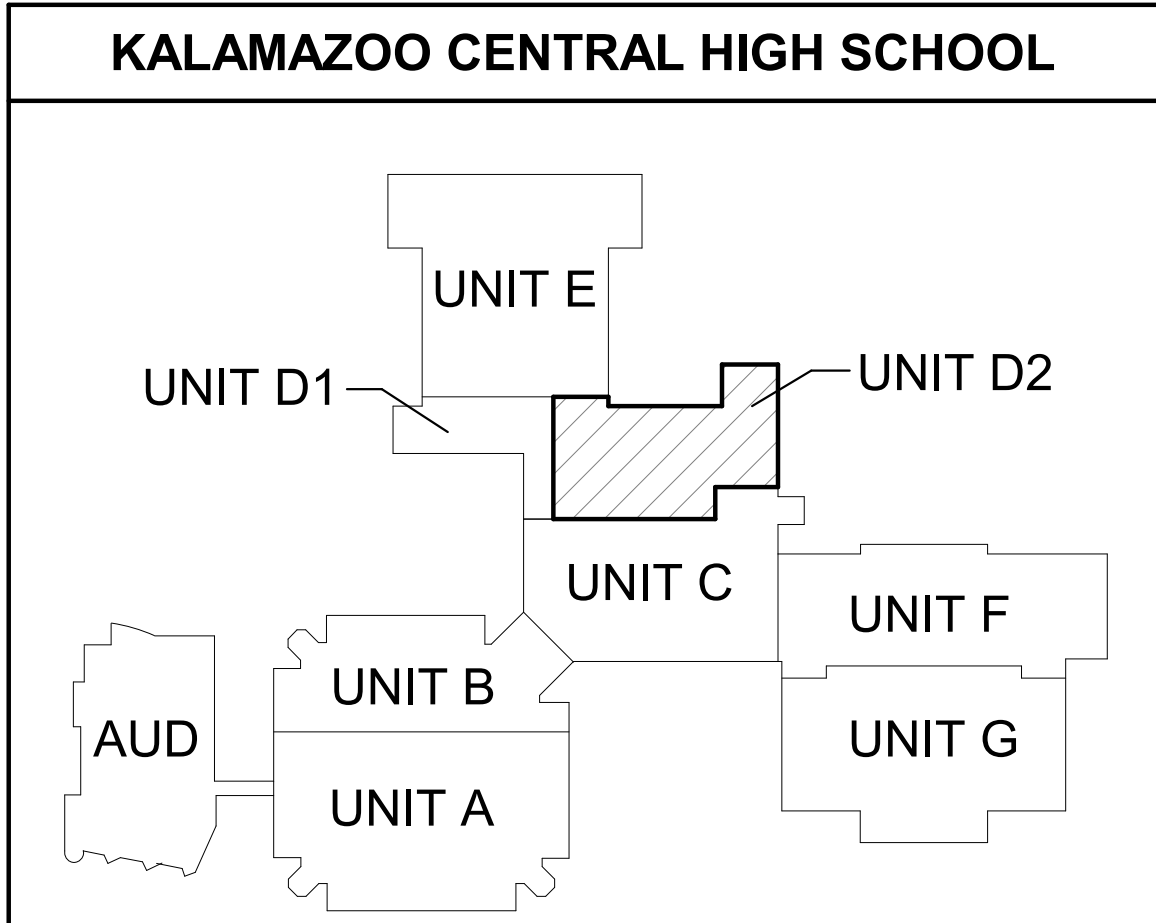 KALAMAZOO CENTRAL HIGH SCHOOL
UNIT E
UNIT D1
UNIT D2
UNIT C
UNIT F
UNIT B
AUD
UNIT G
UNIT A